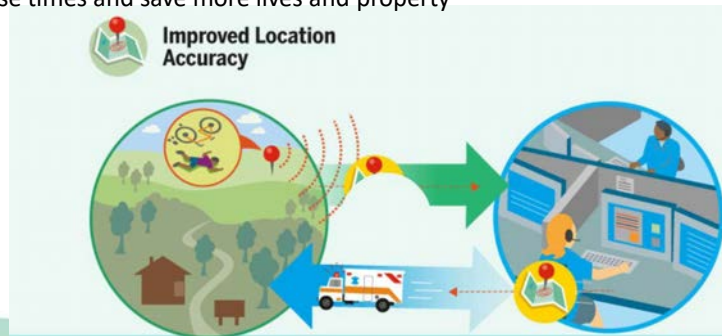 se times and save more lives and property
Improved Location
Accuracy